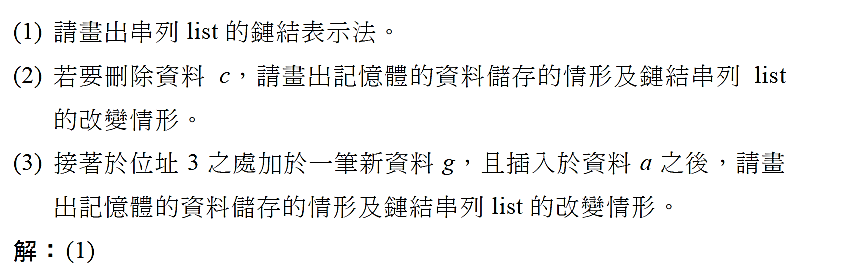 (1) 請畫出串列 list 的鏈結表示法。
(2) 若要刪除資料 c，請畫出記憶體的資料儲存的情形及鏈結串列 list
的改變情形。
(3) 接著於位址 3 之處加於一筆新資料 g，且插入於資料 a 之後，請畫
出記憶體的資料儲存的情形及鏈結串列 list 的改變情形。
解：(1)